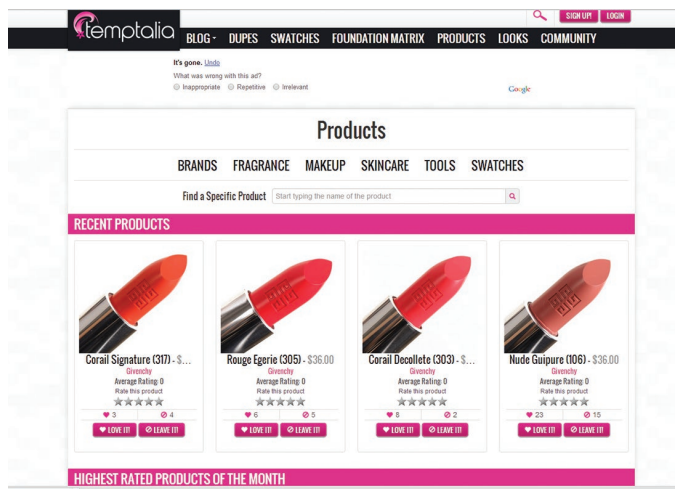 SIGN UP! LOGIN
temptalia
BLOG DUPES SWATCHES FOUNDATION MATRIX PRODUCTS LOOKS COMMUNITY
It's gone. Undo
What was wrong with this ad?
Inappropriate Repetitive Irrelevant
Google
Products
BRANDS FRAGRANCE MAKEUP SKINCARE TOOLS SWATCHES
Find a Specific Product Start typing the name of the product
RECENT PRODUCTS
Corail Signature (317) - $...
Givenchy
Average Rating: 0
Rate this product
3 4
LOVE IT! LEAVE IT!
Rouge Egerie (305) - $36.00
Givenchy
Average Rating: 0
Rate this product
6 5
LOVE IT! LEAVE IT!
Corail Decollete (303) - $...
Givenchy
Average Rating: 0
Rate this product
8 2
LOVE IT! LEAVE IT!
Nude Guipure (106) - $36.00
Givenchy
Average Rating: 0
Rate this product
23 15
LOVE IT! LEAVE IT!
HIGHEST RATED PRODUCTS OF THE MONTH